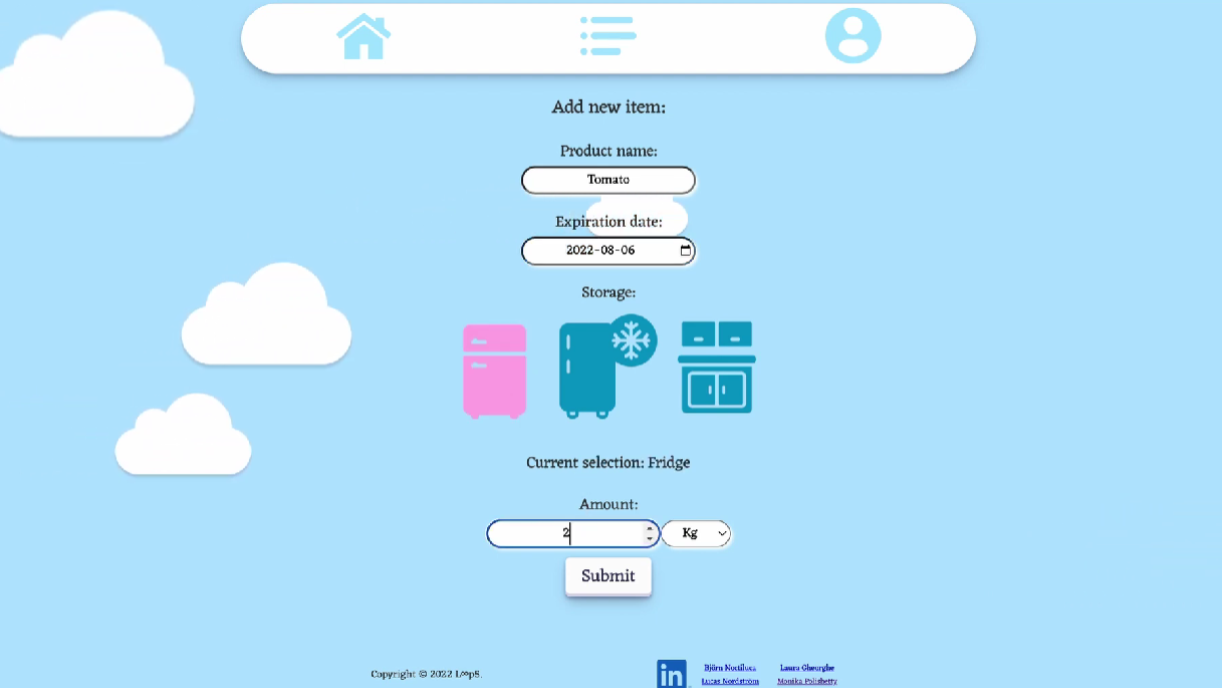 Add new item:
Product name:
Tomato
Expiration date:
2022-08-06
Storage:
Current selection: Fridge
Amount:
2 Kg
Submit
Copyright © 2022 L∞pS.
in
Björn Noctiluca Laura Gheorghe
Lucas Nordström Monika Polishetty